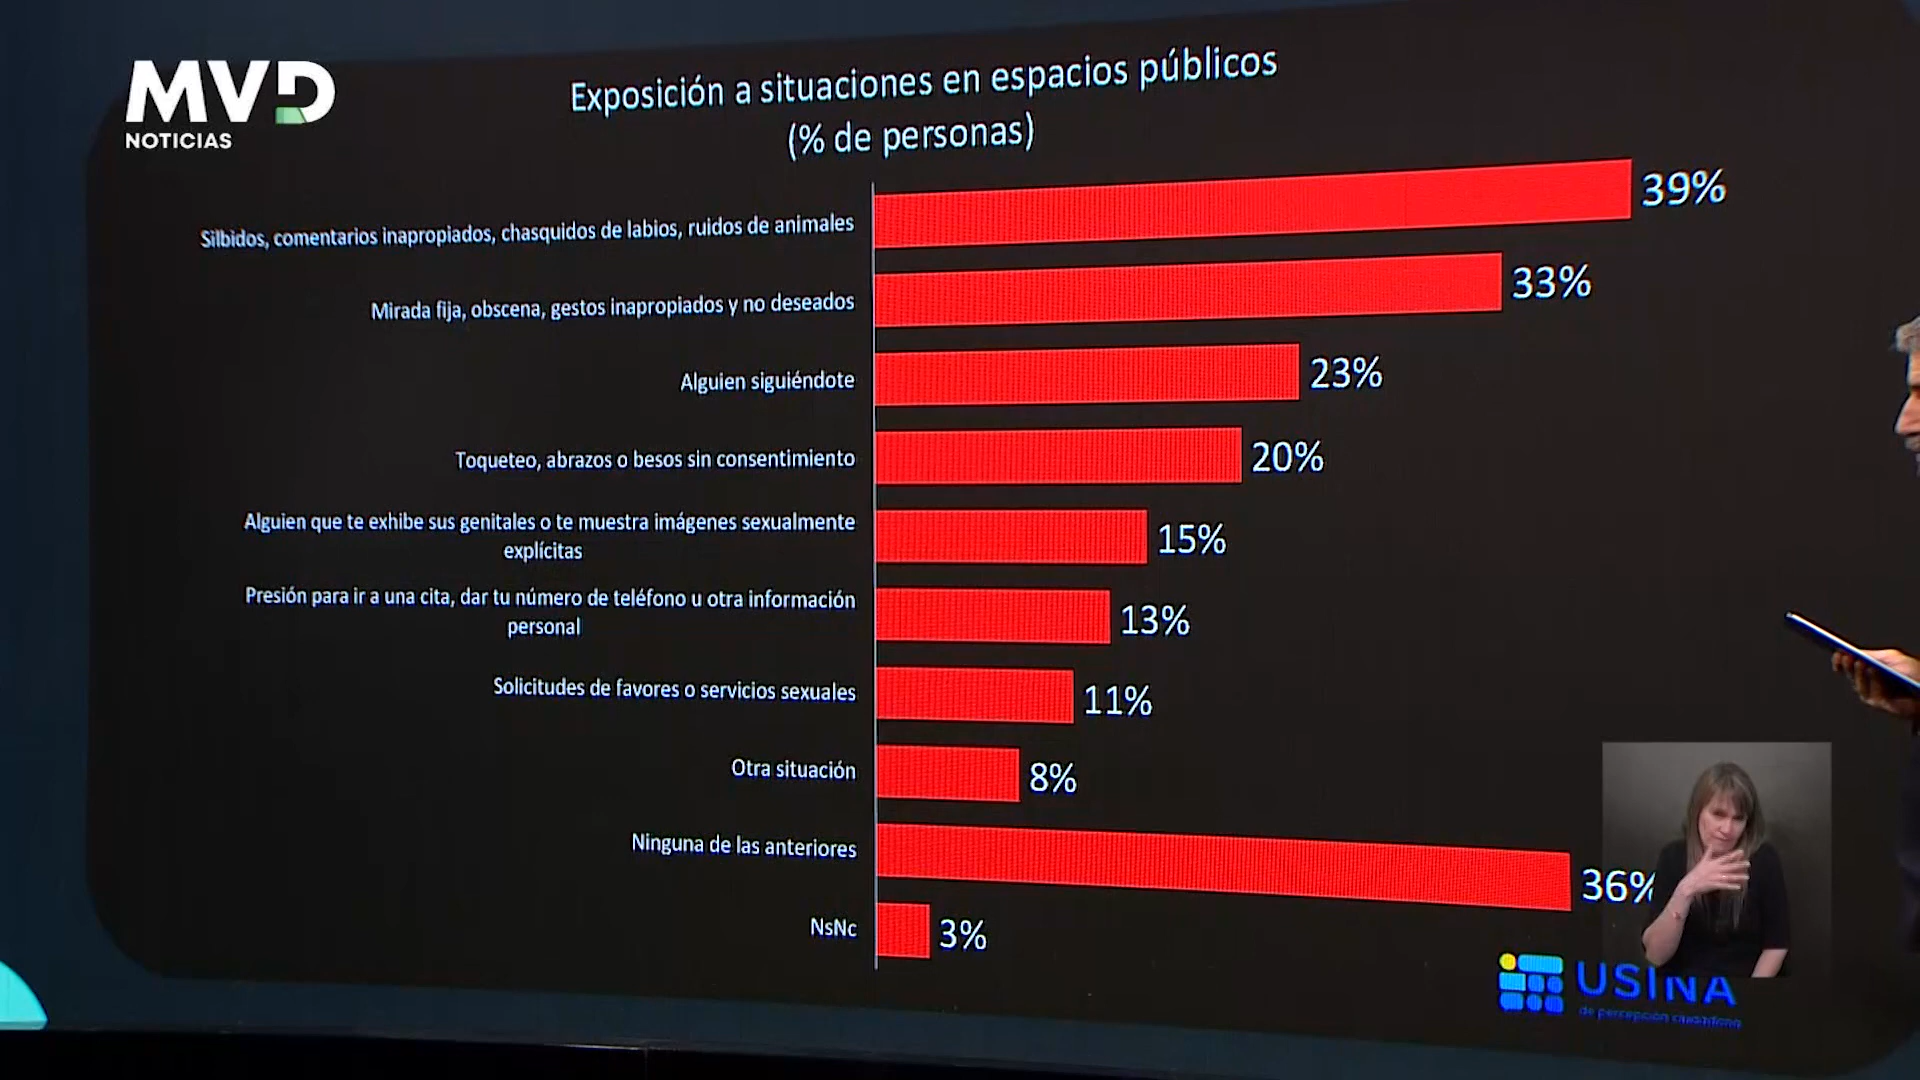 MVD
NOTICIAS
Exposición a situaciones en espacios públicos
(% de personas)
Silbidos, comentarios inapropiados, chasquidos de labios, ruidos de animales
39%
Mirada fija, obscena, gestos inapropiados y no deseados
33%
Alguien siguiéndote
23%
Toqueteo, abrazos o besos sin consentimiento
20%
Alguien que te exhibe sus genitales o te muestra imágenes sexualmente
explícitas
15%
Presión para ir a una cita, dar tu número de teléfono u otra información
personal
13%
Solicitudes de favores o servicios sexuales
11%
Otra situación
8%
Ninguna de las anteriores
36%
NsNc
3%
USINA
de percepción ciudadana